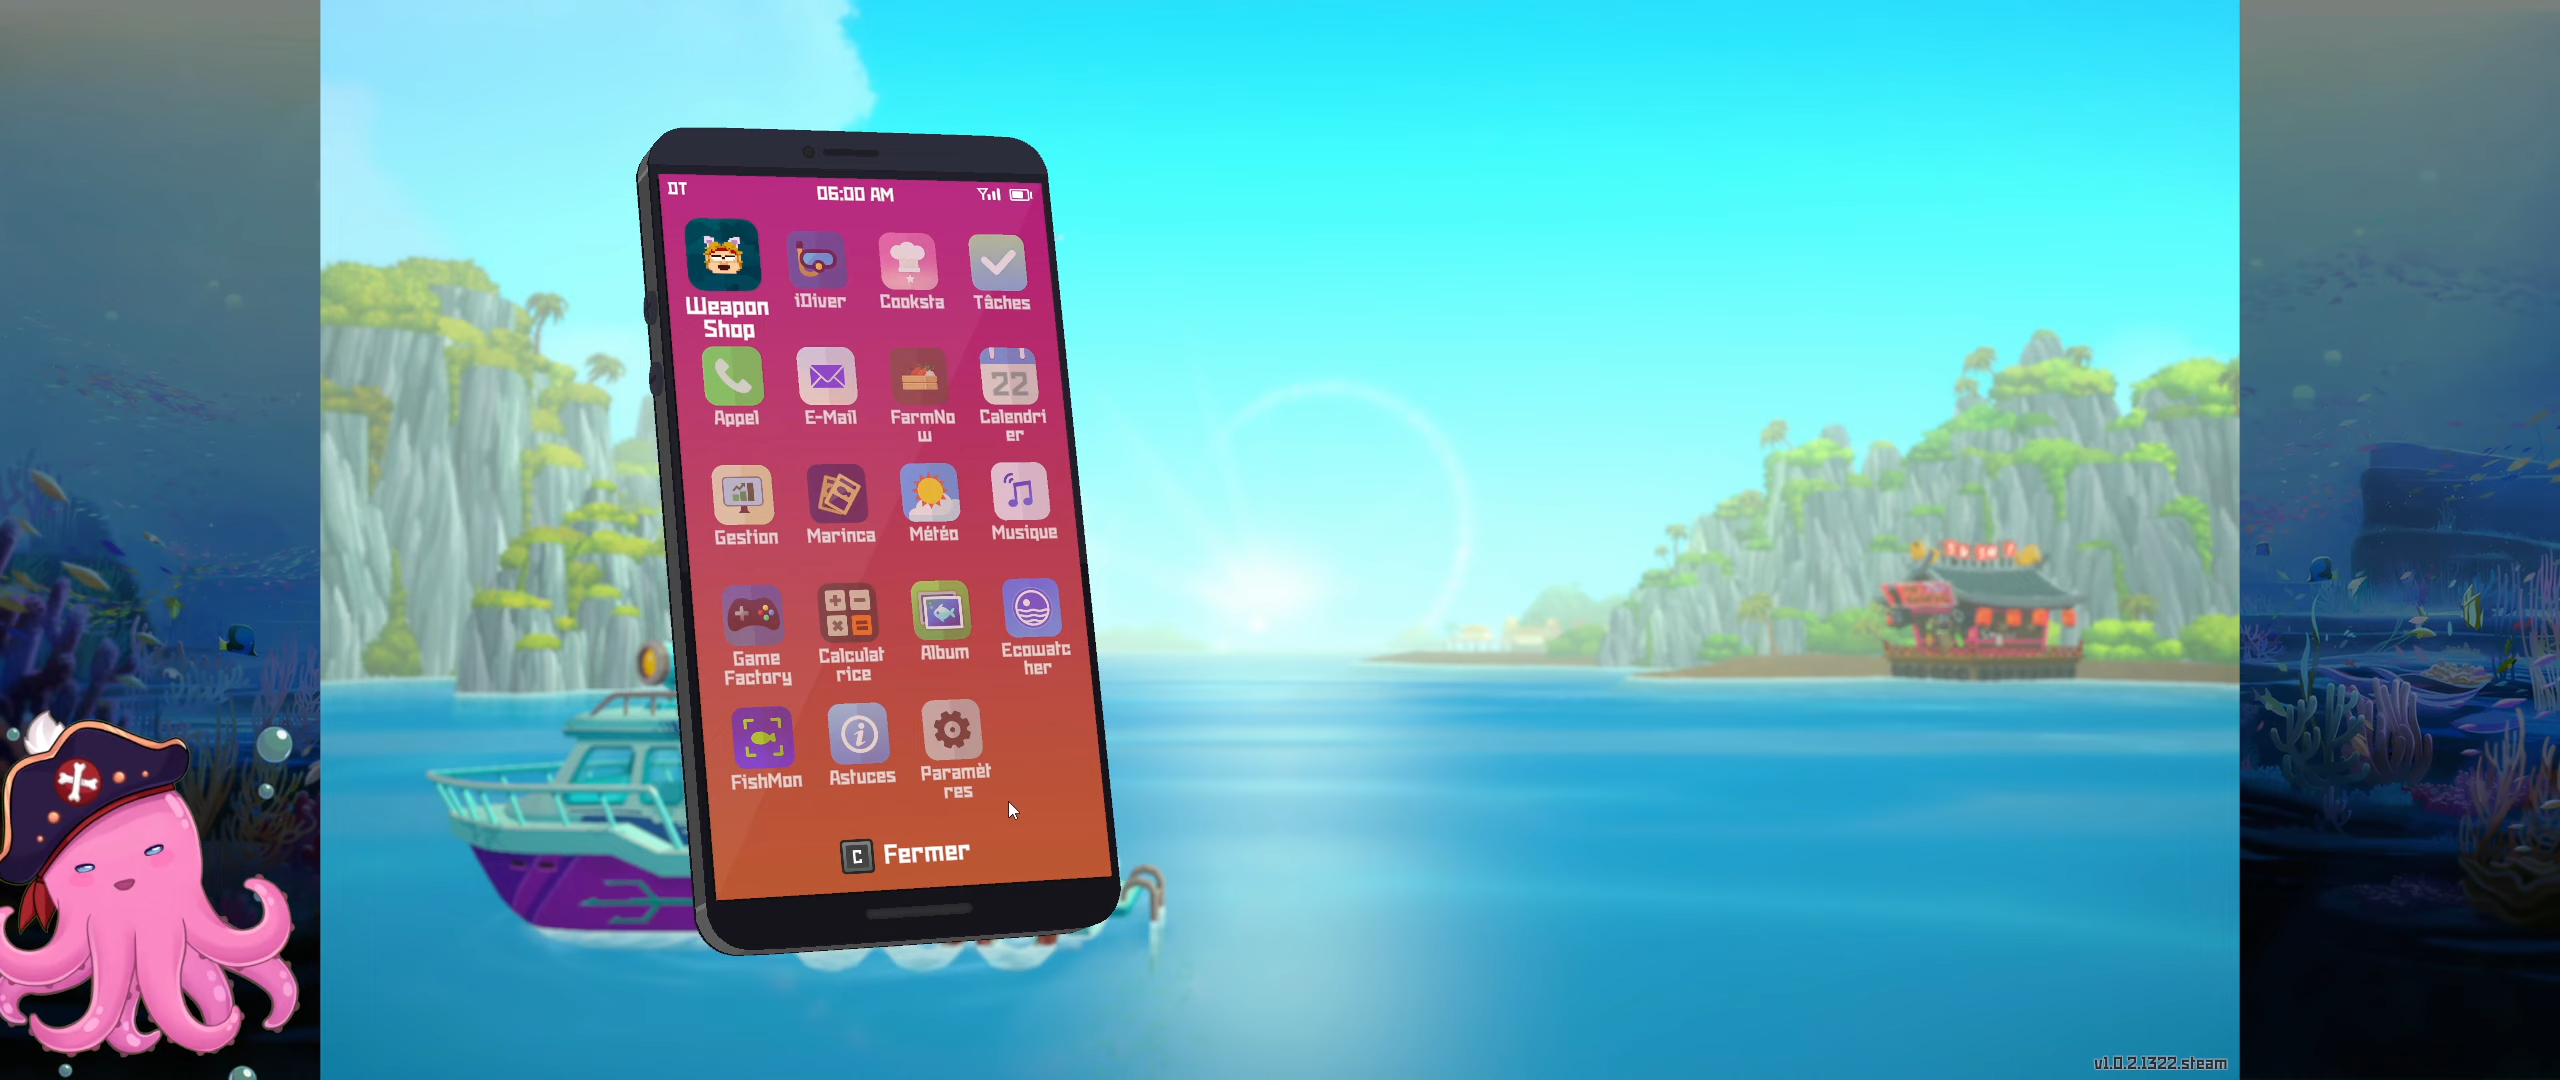 DT
06:00 AM
Weapon
Shop
iDiver
Cooksta
Tâches
Appel
E-Mail
FarmNo
w
Calendri
er
22
Gestion
Marinca
Météo
Musique
Game
Factory
Calculat
rice
Album
Ecowatc
her
FishMon
Astuces
Paramèt
res
C Fermer
v1.0.2.1322.steam